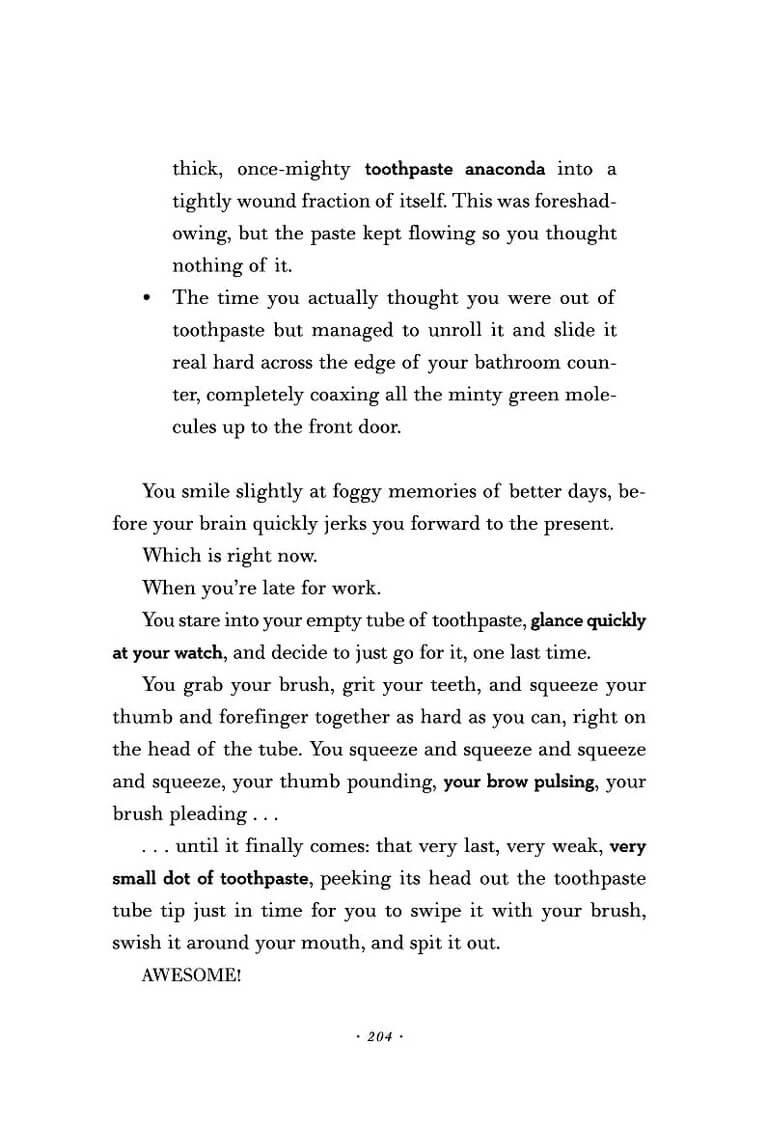 thick, once-mighty toothpaste anaconda into a
tightly wound fraction of itself. This was foreshad-
owing, but the paste kept flowing so you thought
nothing of it.
• The time you actually thought you were out of
toothpaste but managed to unroll it and slide it
real hard across the edge of your bathroom coun-
ter, completely coaxing all the minty green mole-
cules up to the front door.
You smile slightly at foggy memories of better days, be-
fore your brain quickly jerks you forward to the present.
Which is right now.
When you’re late for work.
You stare into your empty tube of toothpaste, glance quickly
at your watch, and decide to just go for it, one last time.
You grab your brush, grit your teeth, and squeeze your
thumb and forefinger together as hard as you can, right on
the head of the tube. You squeeze and squeeze and squeeze
and squeeze, your thumb pounding, your brow pulsing, your
brush pleading . . .
. . . until it finally comes: that very last, very weak, very
small dot of toothpaste, peeking its head out the toothpaste
tube tip just in time for you to swipe it with your brush,
swish it around your mouth, and spit it out.
AWESOME!
· 204 ·